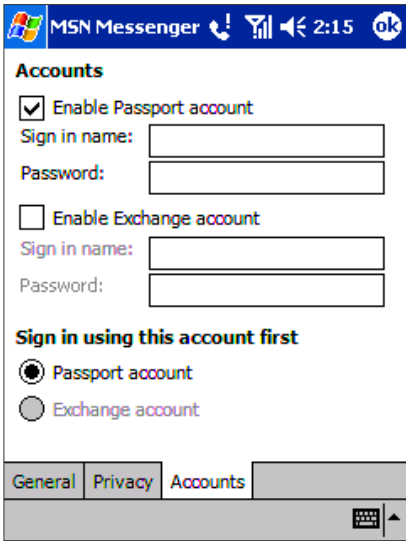 MSN Messenger 2:15 ok
Accounts
Enable Passport account
Sign in name:
Password:
Enable Exchange account
Sign in name:
Password:
Sign in using this account first
Passport account
Exchange account
General Privacy Accounts